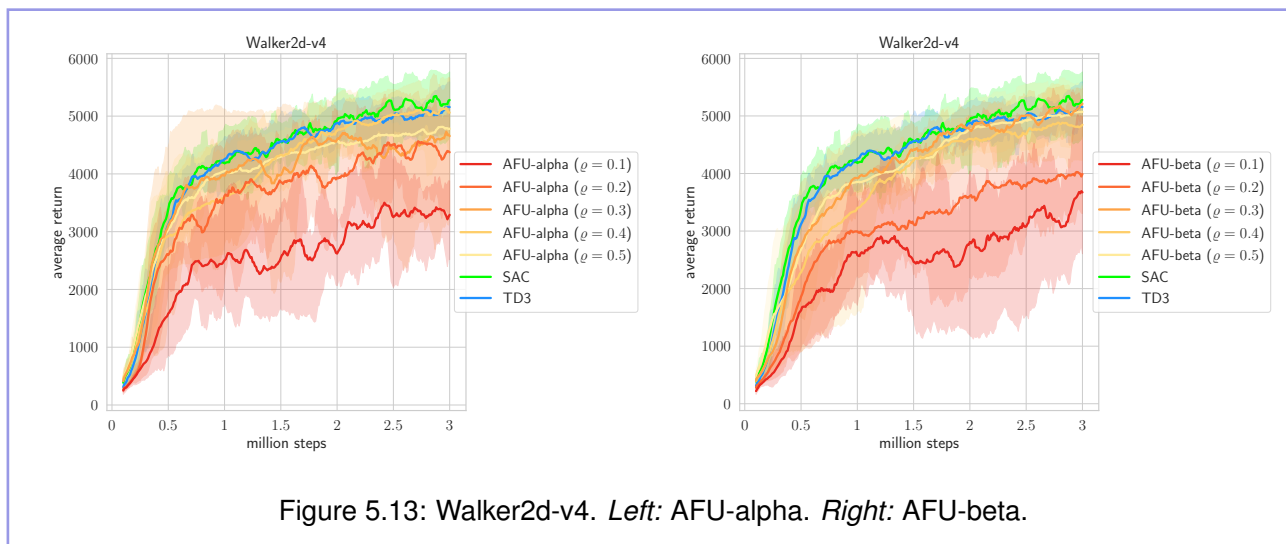 Walker2d-v4
6000
5000
4000
3000
2000
1000
0
average return
0 0.5 1 1.5 2 2.5 3
million steps
AFU-alpha (ϱ = 0.1)
AFU-alpha (ϱ = 0.2)
AFU-alpha (ϱ = 0.3)
AFU-alpha (ϱ = 0.4)
AFU-alpha (ϱ = 0.5)
SAC
TD3
Walker2d-v4
6000
5000
4000
3000
2000
1000
0
average return
0 0.5 1 1.5 2 2.5 3
million steps
AFU-beta (ϱ = 0.1)
AFU-beta (ϱ = 0.2)
AFU-beta (ϱ = 0.3)
AFU-beta (ϱ = 0.4)
AFU-beta (ϱ = 0.5)
SAC
TD3
Figure 5.13: Walker2d-v4. Left: AFU-alpha. Right: AFU-beta.